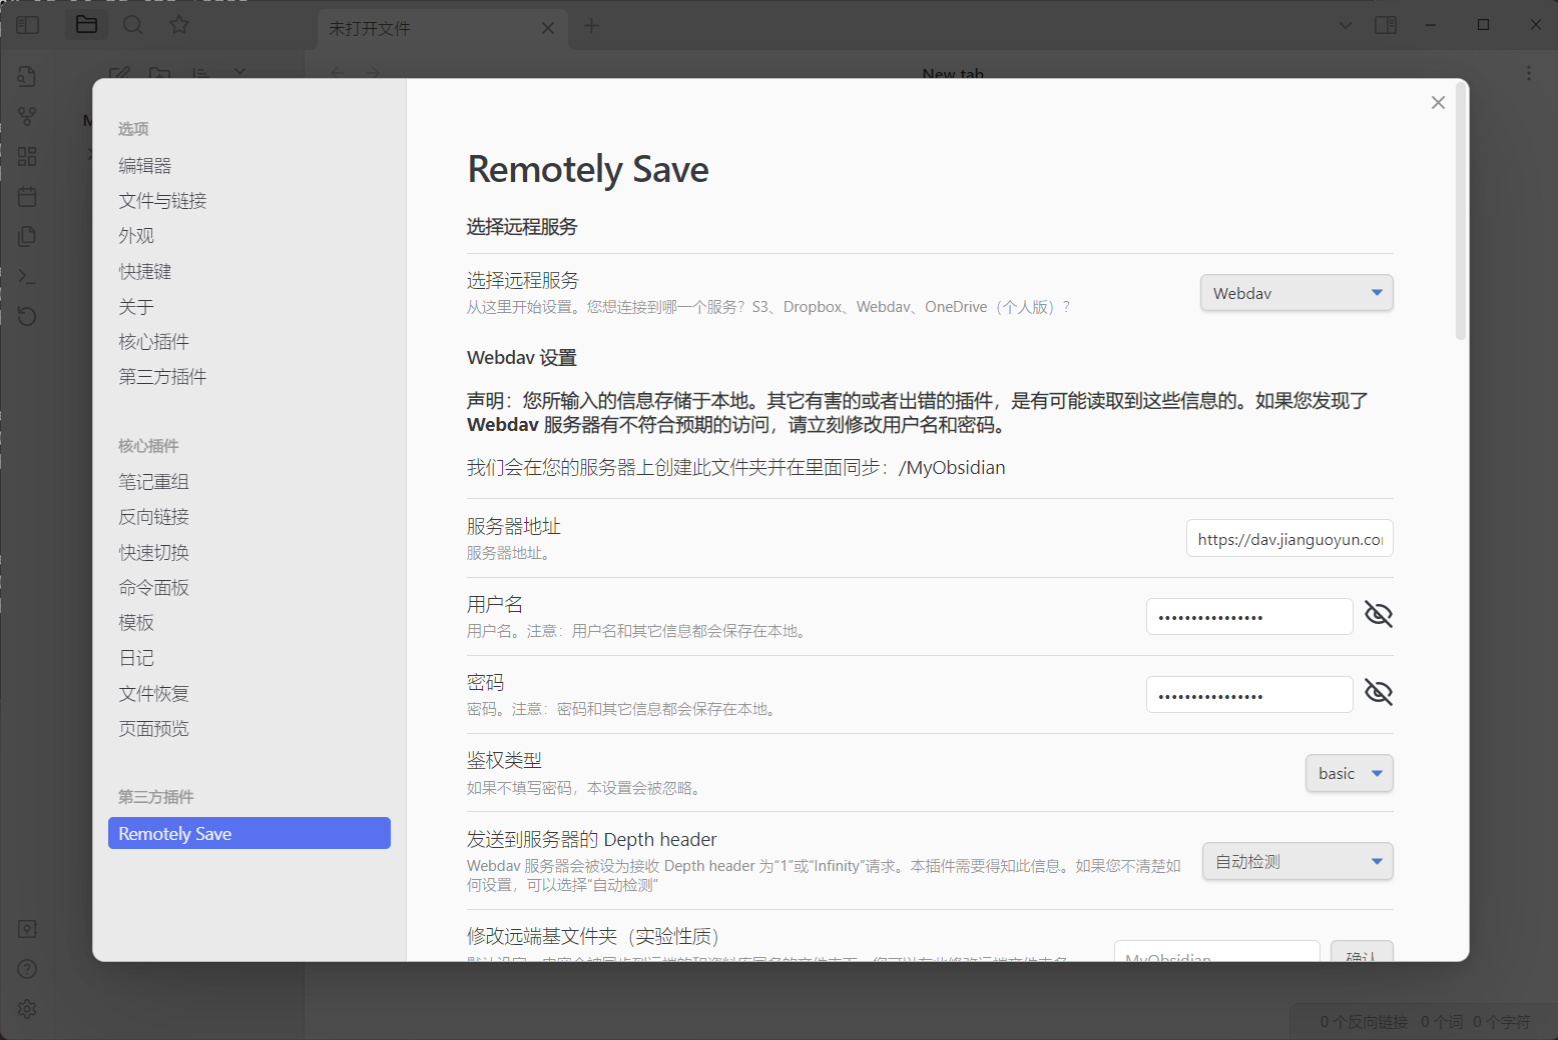 未打开文件
New tab
选项
编辑器
文件与链接
外观
快捷键
关于
核心插件
第三方插件
核心插件
笔记重组
反向链接
快速切换
命令面板
模板
日记
文件恢复
页面预览
第三方插件
Remotely Save
Remotely Save
选择远程服务
选择远程服务
从这里开始设置。您想连接到哪一个服务？S3、Dropbox、Webdav、OneDrive（个人版）？
Webdav
Webdav 设置
声明：您所输入的信息存储于本地。其它有害的或者出错的插件，是有可能读取到这些信息的。如果您发现了
Webdav 服务器有不符合预期的访问，请立刻修改用户名和密码。
我们会在您的服务器上创建此文件夹并在里面同步：/MyObsidian
服务器地址
服务器地址。
https://dav.jianguoyun.co
用户名
用户名。注意：用户名和其它信息都会保存在本地。
密码
密码。注意：密码和其它信息都会保存在本地。
鉴权类型
如果不填写密码，本设置会被忽略。
basic
发送到服务器的 Depth header
Webdav 服务器会被设为接收 Depth header 为“1”或“Infinity”请求。本插件需要得知此信息。如果您不清楚如
何设置，可以选择“自动检测”
自动检测
修改远端基文件夹（实验性质）
MyObsidian
确认
0 个反向链接 0 个词 0 个字符